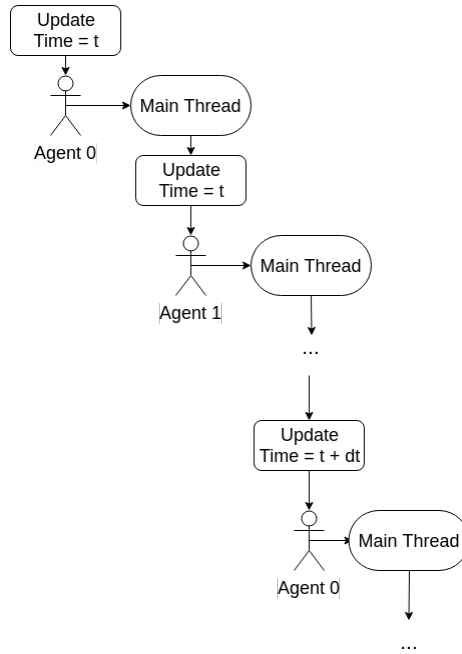 Update
Time = t
Main Thread
Agent 0
Update
Time = t
Main Thread
Agent 1
...
Update
Time = t + dt
Main Thread
Agent 0
...